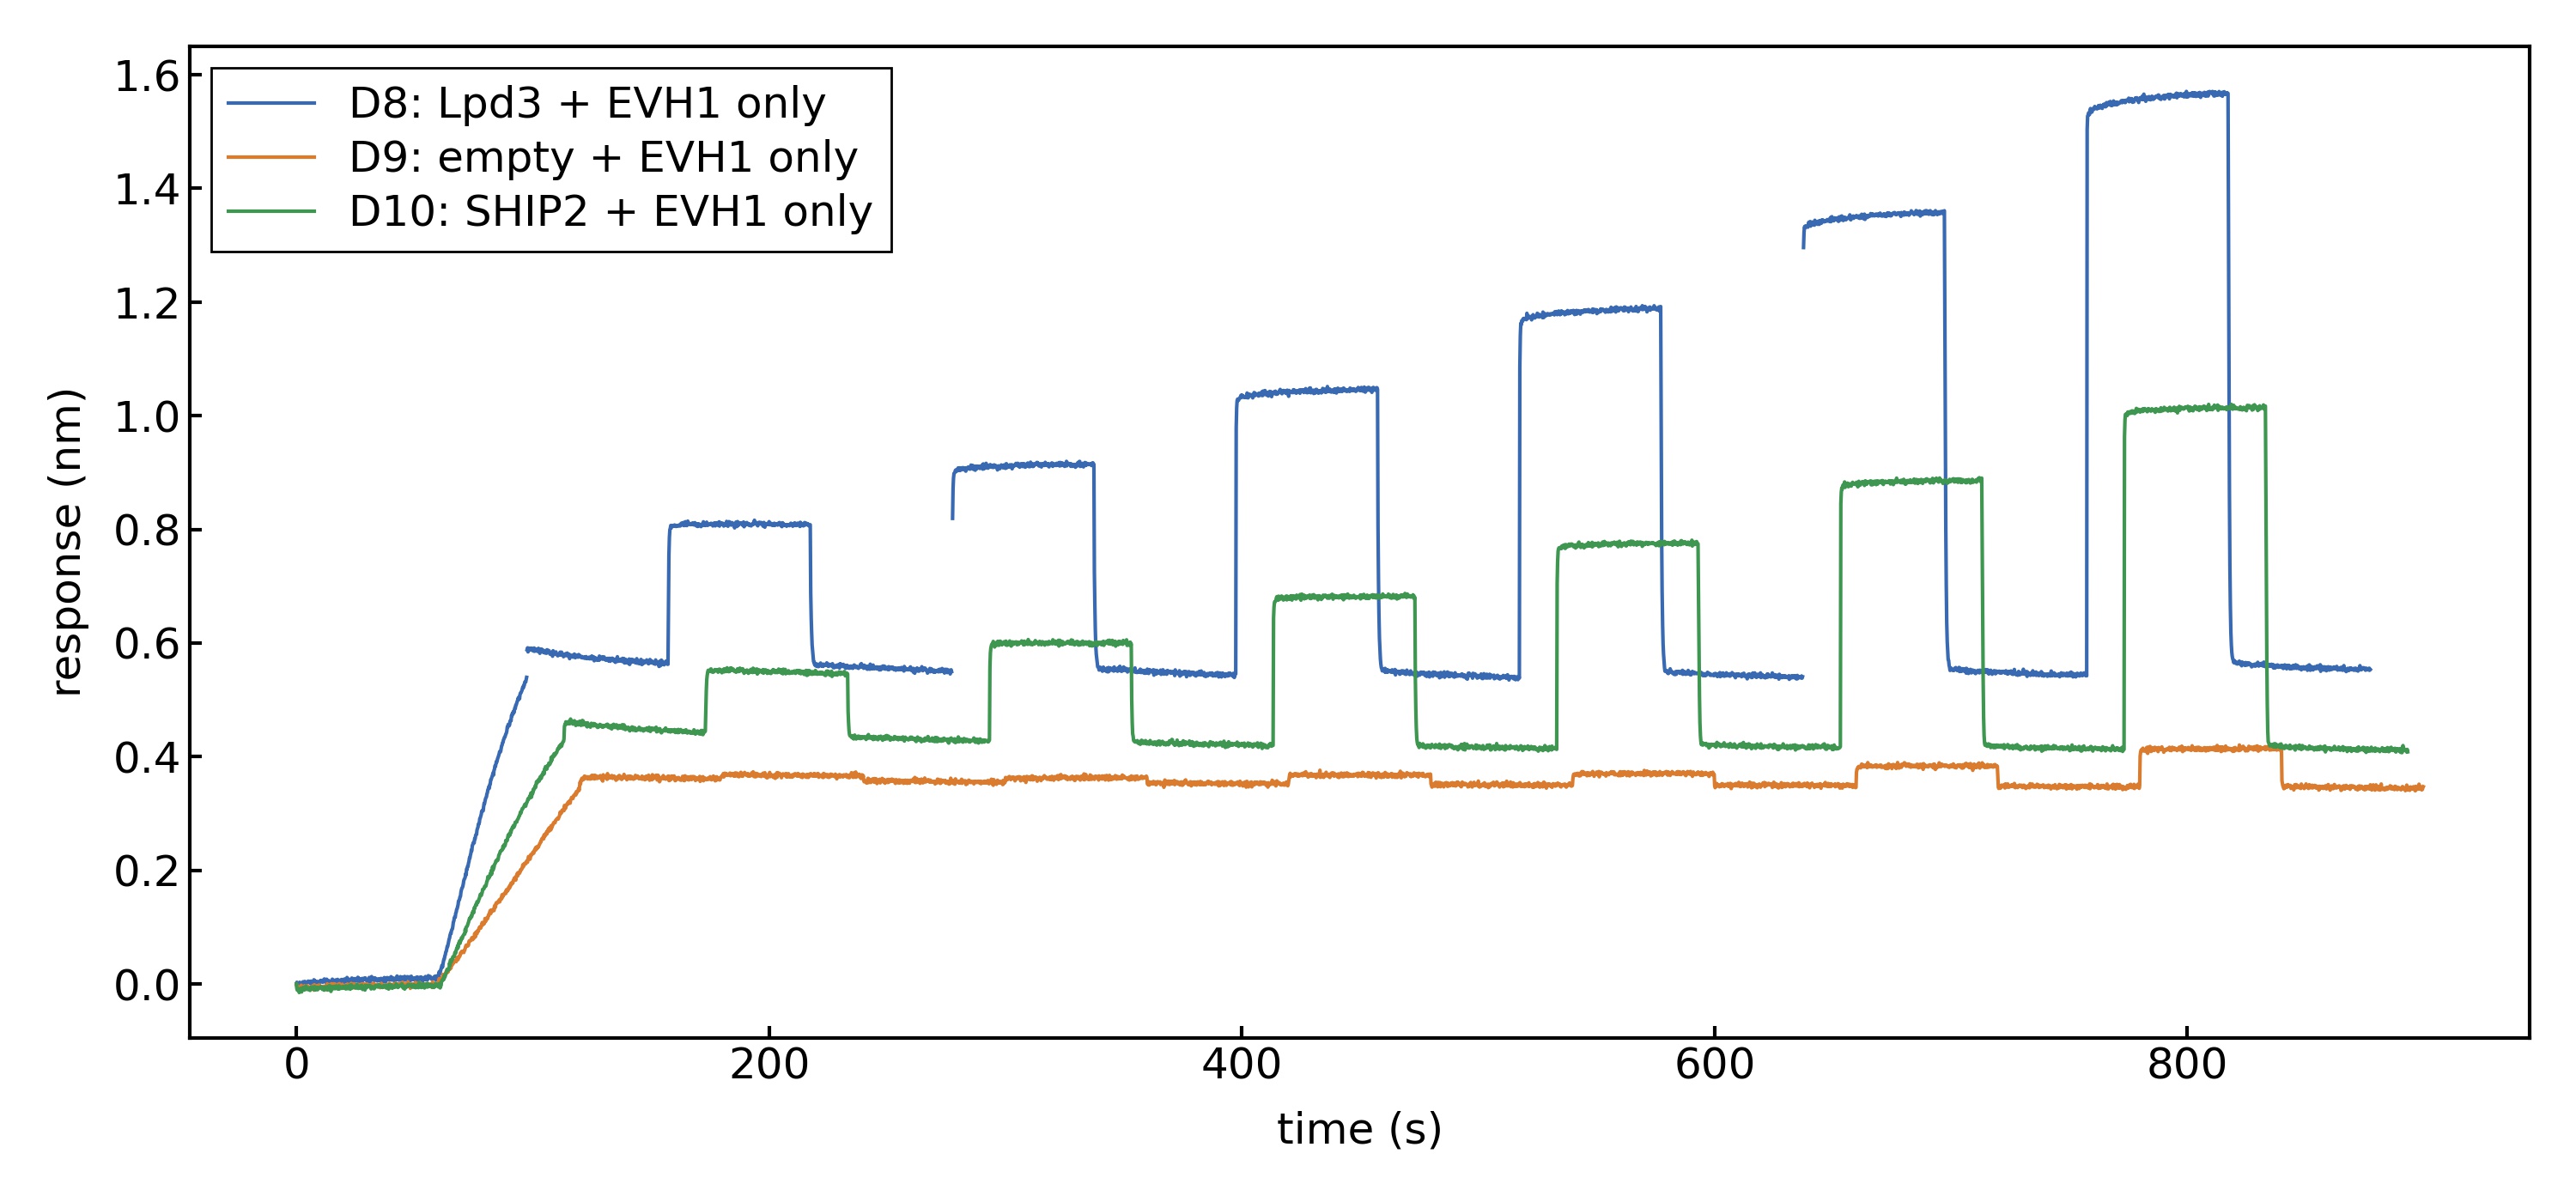 D8: Lpd3 + EVH1 only
D9: empty + EVH1 only
D10: SHIP2 + EVH1 only
response (nm)
1.6
1.4
1.2
1.0
0.8
0.6
0.4
0.2
0.0
0 200 400 600 800
time (s)